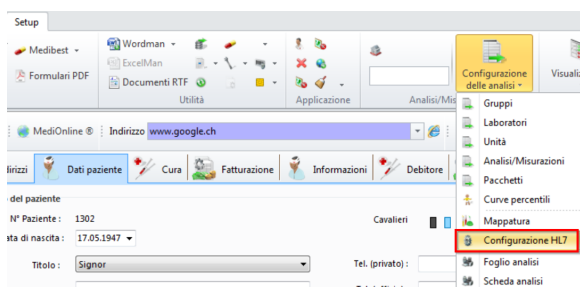 Setup
Medibest
Wordman
ExcelMan
Formulari PDF
Documenti RTF
Utilità
Applicazione
Analisi/Mis
Configurazione
delle analisi
Visualiz
MediOnline ® Indirizzo www.google.ch
dirizzi Dati paziente Cura Fatturazione Informazioni Debitore
del paziente
N° Paziente : 1302 Cavalieri
ata di nascita : 17.05.1947
Titolo : Signor Tel. (privato) :
Gruppi
Laboratori
Unità
Analisi/Misurazioni
Pacchetti
Curve percentili
Mappatura
Configurazione HL7
Foglio analisi
Scheda analisi